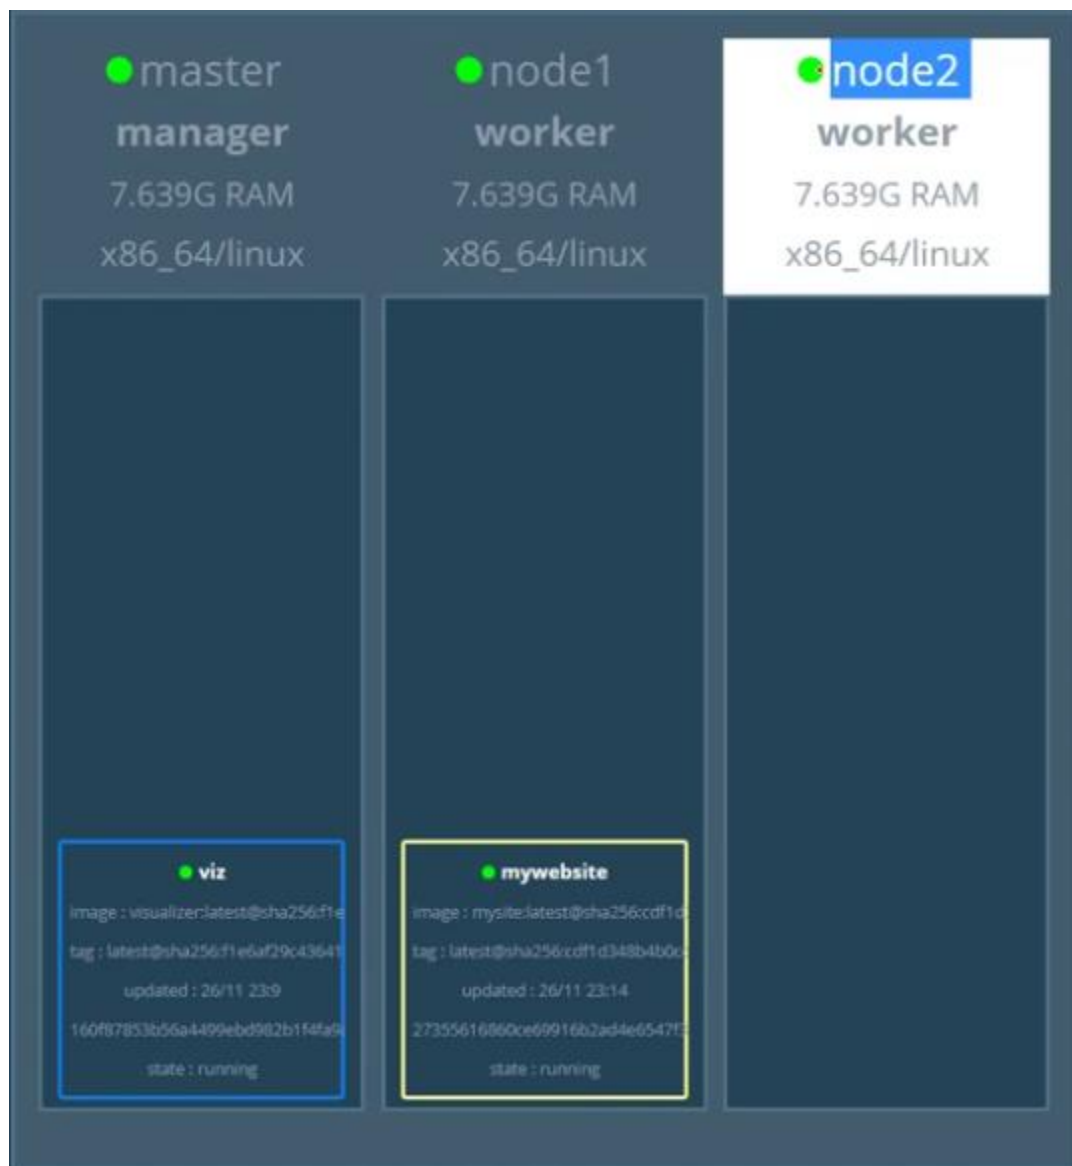 master
manager
7.639G RAM
x86_64/linux
node1
worker
7.639G RAM
x86_64/linux
node2
worker
7.639G RAM
x86_64/linux
viz
image : visualizer:latest@sha256:f1e
tag : latest@sha256:f1e6af29c43641
updated : 26/11 23:9
160f87853b56a4499ebd982b1f4fa9
state : running
mywebsite
image : mysite:latest@sha256:cdf1d
tag : latest@sha256:cdf1d348b4b0c
updated : 26/11 23:14
27355616860ce69916b2ad4e6547f
state : running